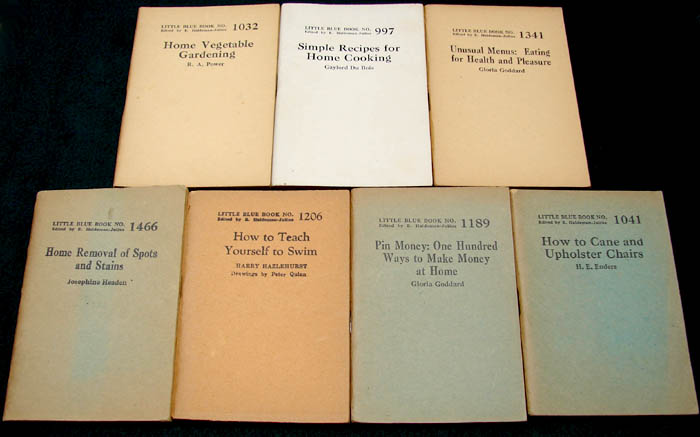 LITTLE BLUE BOOK NO. 1032
Edited by E. Haldeman-Julius
Home Vegetable
Gardening
R. A. Power
LITTLE BLUE BOOK NO. 997
Edited by E. Haldeman-Julius
Simple Recipes for
Home Cooking
Gaylord Du Bois
LITTLE BLUE BOOK NO. 1341
Edited by E. Haldeman-Julius
Unusual Menus: Eating
for Health and Pleasure
Gloria Goddard
LITTLE BLUE BOOK NO. 1466
Edited by E. Haldeman-Julius
Home Removal of Spots
and Stains
Josephine Headen
LITTLE BLUE BOOK NO. 1206
Edited by E. Haldeman-Julius
How to Teach
Yourself to Swim
HARRY HAZLEHURST
Drawings by Peter Quinn
LITTLE BLUE BOOK NO. 1189
Edited by E. Haldeman-Julius
Pin Money: One Hundred
Ways to Make Money
at Home
Gloria Goddard
LITTLE BLUE BOOK NO. 1041
Edited by E. Haldeman-Julius
How to Cane and
Upholster Chairs
H. E. Enders